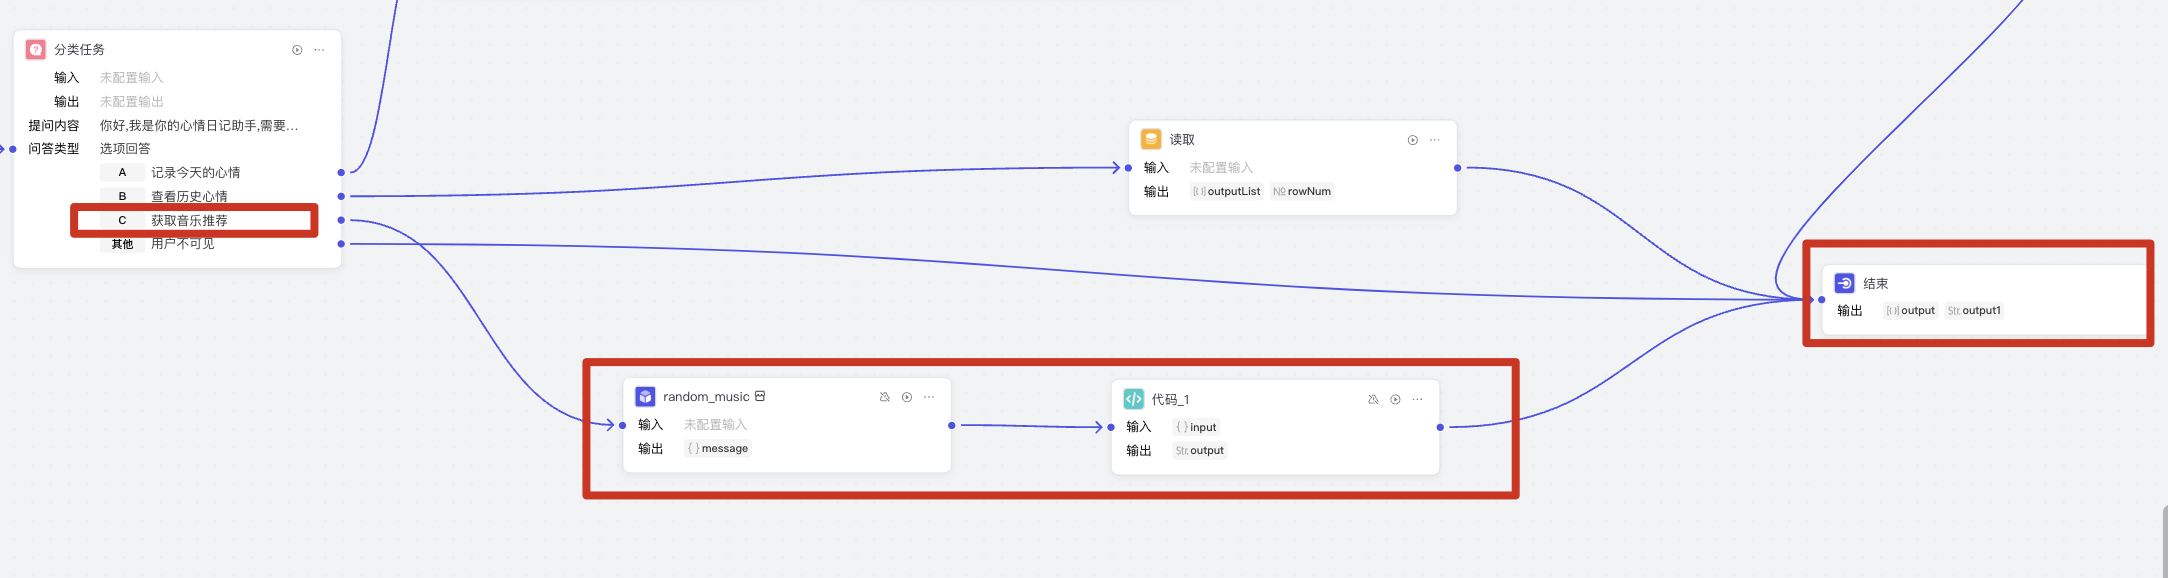 分类任务
输入 未配置输入
输出 未配置输出
提问内容 你好,我是你的心情日记助手,需要...
问答类型 选项回答
A 记录今天的心情
B 查看历史心情
C 获取音乐推荐
其他 用户不可见
读取
输入 未配置输入
输出 [( )] outputList № rowNum
random_music
输入 未配置输入
输出 { } message
代码_1
输入 { } input
输出 Str. output
结束
输出 [( )] output Str. output1